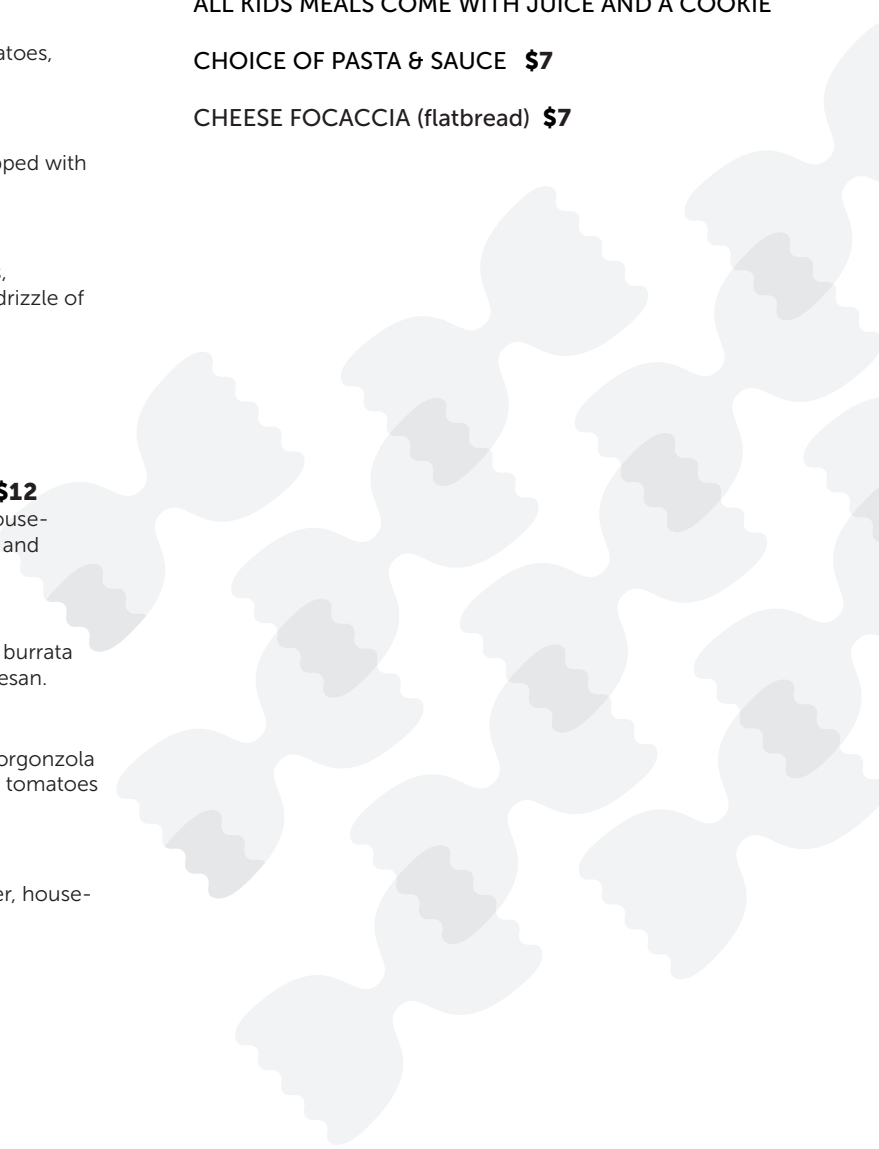 ALL KIDS MEALS COME WITH JUICE AND A COOKIE
CHOICE OF PASTA & SAUCE $7
CHEESE FOCACCIA (flatbread) $7
atoes,
pped with
drizzle of
$12
ouse-
and
burrata
esan.
orgonzola
tomatoes
er, house-